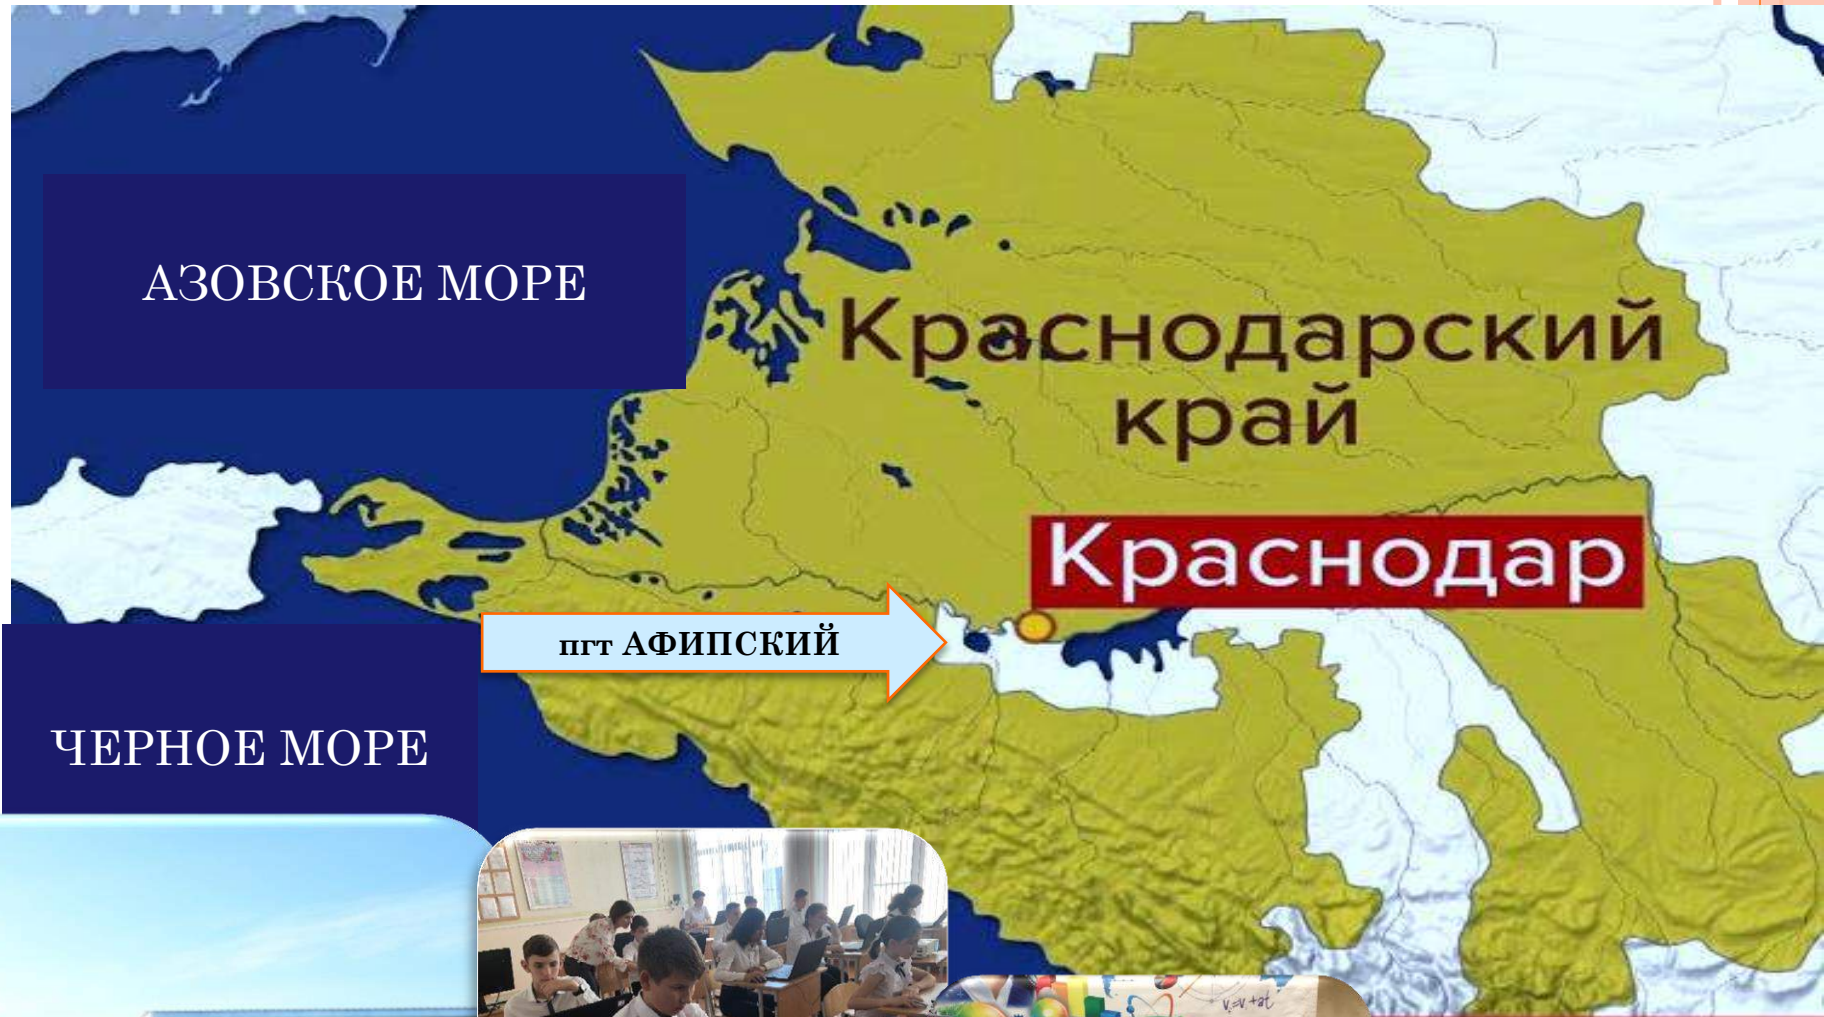 АЗОВСКОЕ МОРЕ
Краснодарский
край
Краснодар
пгт АФИПСКИЙ
ЧЕРНОЕ МОРЕ